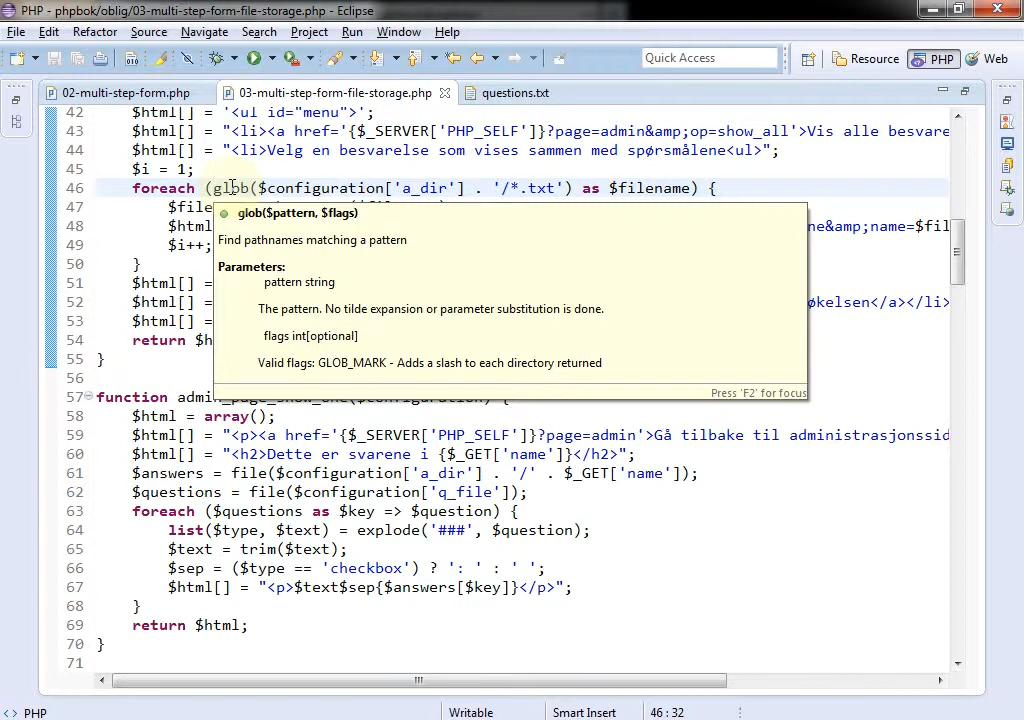 PHP - phpbok/oblig/03-multi-step-form-file-storage.php - Eclipse
File Edit Refactor Source Navigate Search Project Run Window Help
Quick Access Resource PHP Web
02-multi-step-form.php 03-multi-step-form-file-storage.php questions.txt
42 $html[] = '<ul id="menu">';
43 $html[] = "<li><a href='{$_SERVER['PHP_SELF']}?page=admin&amp;op=show_all'>Vis alle besvare
44 $html[] = "<li>Velg en besvarelse som vises sammen med spørsmålene<ul>";
45 $i = 1;
46 foreach (glob($configuration['a_dir'] . '/*.txt') as $filename) {
47 $file
glob($pattern, $flags)
48 $html ne&amp;name=$fil
Find pathnames matching a pattern
49 $i++;
50 }
Parameters:
pattern string
51 $html[] =
52 $html[] = økelsen</a></li>
The pattern. No tilde expansion or parameter substitution is done.
53 $html[] =
flags int[optional]
54 return $h
55 }
Valid flags: GLOB_MARK - Adds a slash to each directory returned
56
Press 'F2' for focus
57 function admin_page_show_one($configuration) {
58 $html = array();
59 $html[] = "<p><a href='{$_SERVER['PHP_SELF']}?page=admin'>Gå tilbake til administrasjonssid
60 $html[] = "<h2>Dette er svarene i {$_GET['name']}</h2>";
61 $answers = file($configuration['a_dir'] . '/' . $_GET['name']);
62 $questions = file($configuration['q_file']);
63 foreach ($questions as $key => $question) {
64 list($type, $text) = explode('###', $question);
65 $text = trim($text);
66 $sep = ($type == 'checkbox') ? ': ' : ' ';
67 $html[] = "<p>$text$sep{$answers[$key]}</p>";
68 }
69 return $html;
70 }
71
PHP Writable Smart Insert 46 : 32